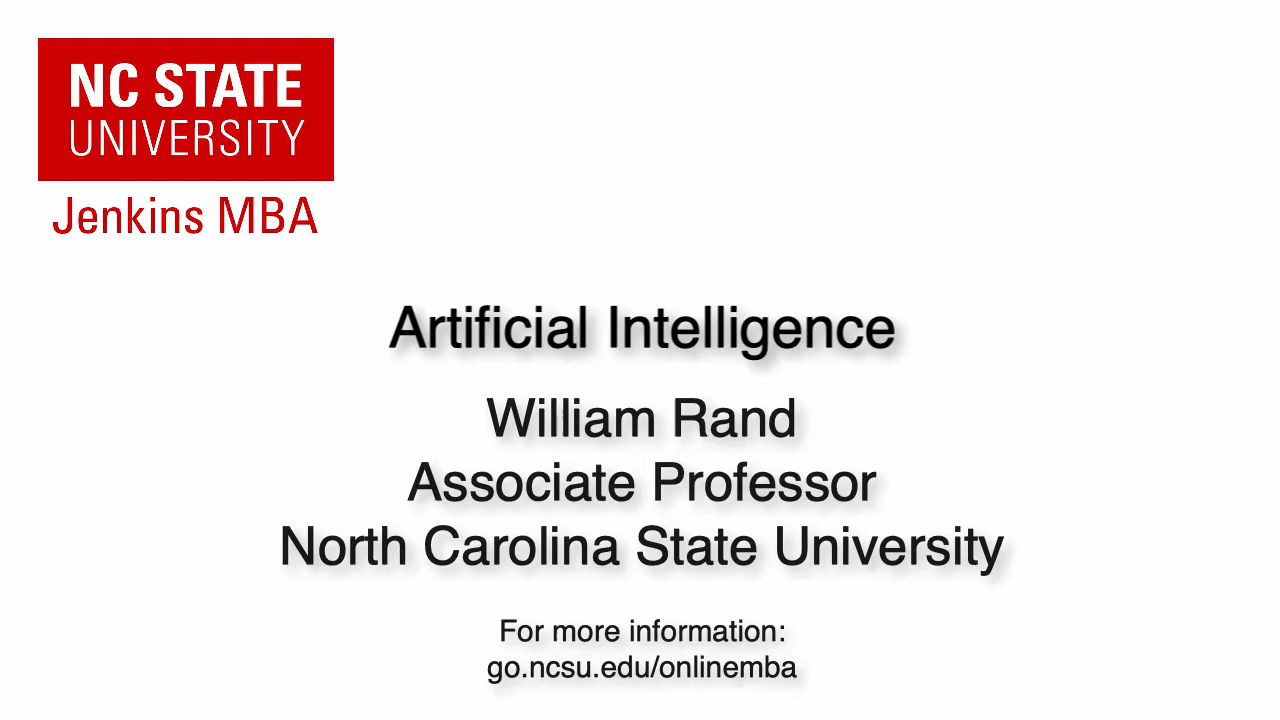 NC STATE
UNIVERSITY
Jenkins MBA
Artificial Intelligence
William Rand
Associate Professor
North Carolina State University
For more information:
go.ncsu.edu/onlinemba